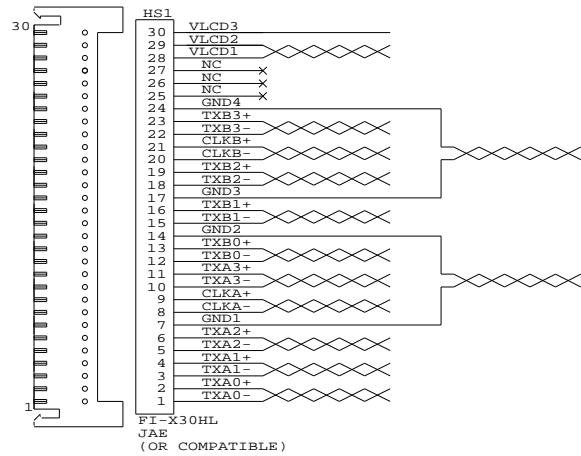 HS1
30
30 VLCD3
29 VLCD2
28 VLCD1
27 NC
26 NC
25 NC
24 GND4
23 TXB3+
22 TXB3-
21 CLKB+
20 CLKB-
19 TXB2+
18 TXB2-
17 GND3
16 TXB1+
15 TXB1-
14 GND2
13 TXB0+
12 TXB0-
11 TXA3+
10 TXA3-
9 CLKA+
8 CLKA-
7 GND1
6 TXA2+
5 TXA2-
4 TXA1+
3 TXA1-
2 TXA0+
1 TXA0-
1
FI-X30HL
JAE
(OR COMPATIBLE)